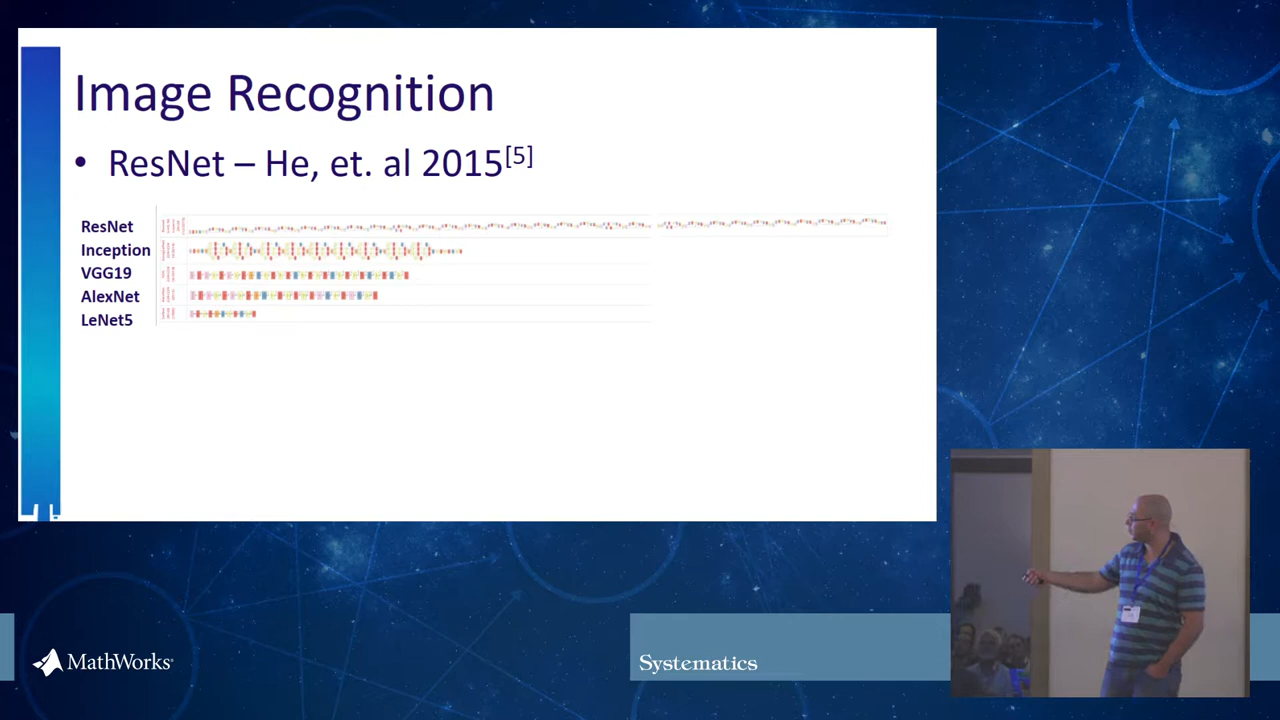 Image Recognition
• ResNet – He, et. al 2015[5]
ResNet
Inception
VGG19
AlexNet
LeNet5
MathWorks®
Systematics